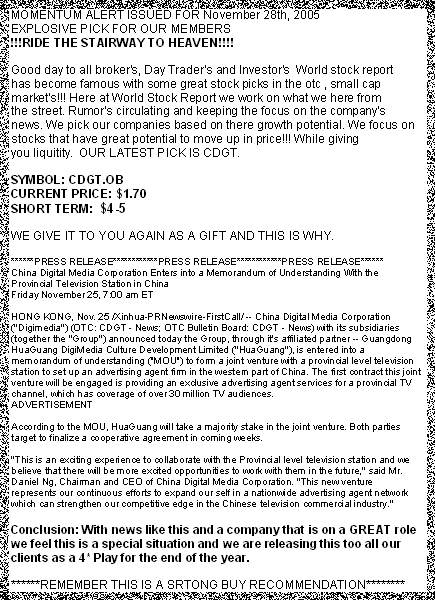 MOMENTUM ALERT ISSUED FOR November 28th, 2005
EXPLOSIVE PICK FOR OUR MEMBERS
!!!RIDE THE STAIRWAY TO HEAVEN!!!!
Good day to all broker's, Day Trader's and Investor's World stock report
has become famous with some great stock picks in the otc , small cap
market's!!! Here at World Stock Report we work on what we here from
the street. Rumor's circulating and keeping the focus on the company's
news. We pick our companies based on there growth potential. We focus on
stocks that have great potential to move up in price!!! While giving
you liquitity. OUR LATEST PICK IS CDGT.
SYMBOL: CDGT.OB
CURRENT PRICE: $1.70
SHORT TERM: $4-5
WE GIVE IT TO YOU AGAIN AS A GIFT AND THIS IS WHY.
******PRESS RELEASE************PRESS RELEASE************PRESS RELEASE******
China Digital Media Corporation Enters into a Memorandum of Understanding With the
Provincial Television Station in China
Friday November 25, 7:00 am ET
HONG KONG, Nov. 25 /Xinhua-PRNewswire-FirstCall/ -- China Digital Media Corporation
("Digimedia") (OTC: CDGT - News; OTC Bulletin Board: CDGT - News) with its subsidiaries
(together the "Group") announced today the Group, through it's affiliated partner -- Guangdong
HuaGuang DigiMedia Culture Development Limited ("HuaGuang"), is entered into a
memorandum of understanding ("MOU") to form a joint venture with a provincial level television
station to set up an advertising agent firm in the western part of China. The first contract this joint
venture will be engaged is providing an exclusive advertising agent services for a provincial TV
channel, which has coverage of over 30 million TV audiences.
ADVERTISEMENT
According to the MOU, HuaGuang will take a majority stake in the joint venture. Both parties
target to finalize a cooperative agreement in coming weeks.
"This is an exciting experience to collaborate with the Provincial level television station and we
believe that there will be more excited opportunities to work with them in the future," said Mr.
Daniel Ng, Chairman and CEO of China Digital Media Corporation. "This new venture
represents our continuous efforts to expand our self in a nationwide advertising agent network
which can strengthen our competitive edge in the Chinese television commercial industry."
Conclusion: With news like this and a company that is on a GREAT role
we feel this is a special situation and we are releasing this too all our
clients as a 4* Play for the end of the year.
******REMEMBER THIS IS A SRTONG BUY RECOMMENDATION********